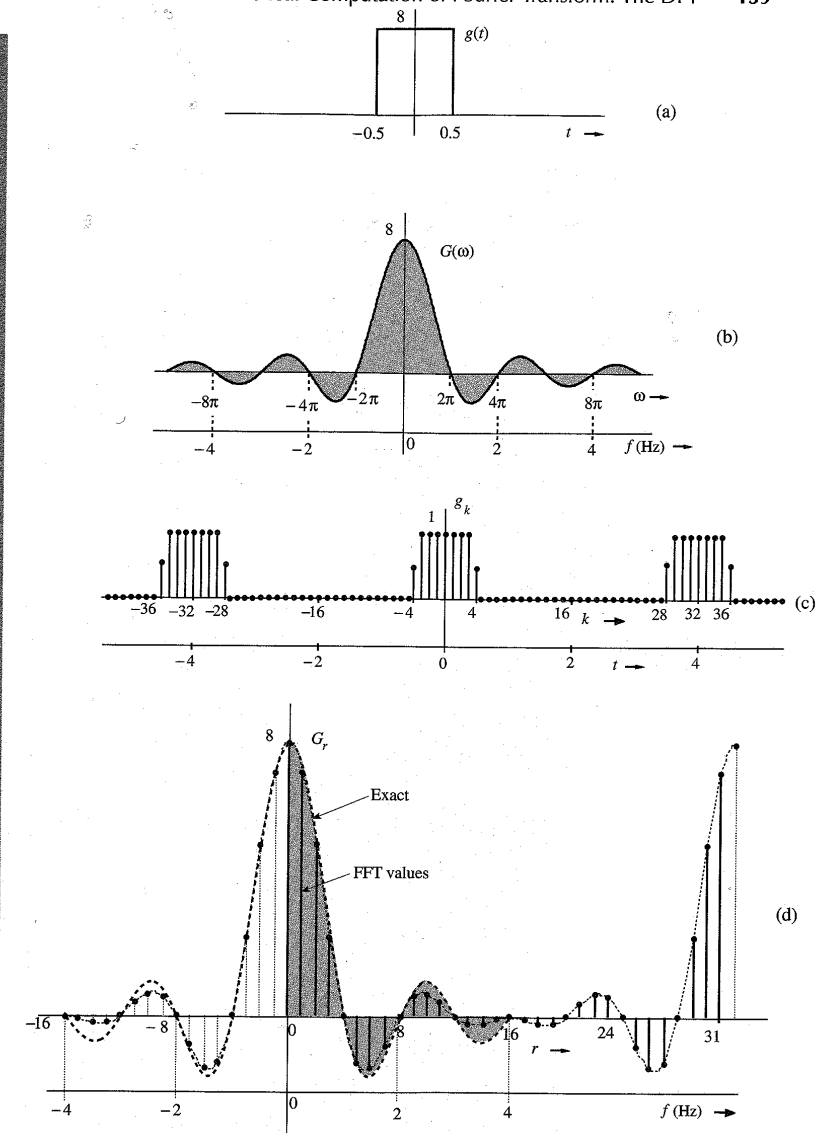 Computation of Fourier Transform: The DFT 139
8
g(t)
(a)
−0.5 0.5 t
8
G(ω)
(b)
−8π −4π −2π 2π 4π 8π ω
−4 −2 0 2 4 f (Hz)
g_k
1
−36 −32 −28 −16 −4 4 16 k 28 32 36 (c)
−4 −2 0 2 t 4
8 G_r
Exact
FFT values
(d)
−16 −8 0 8 16 24 31
r
−4 −2 0 2 4 f (Hz)